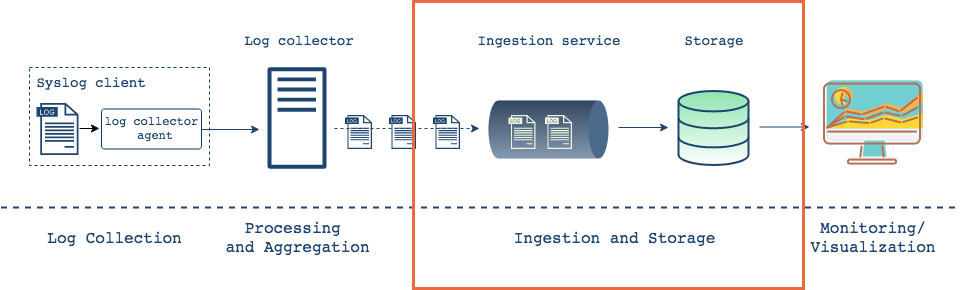 Log collector
Ingestion service
Storage
Syslog client
LOG
log collector
agent
LOG
LOG
LOG
LOG
LOG
Log Collection
Processing
and Aggregation
Ingestion and Storage
Monitoring/
Visualization